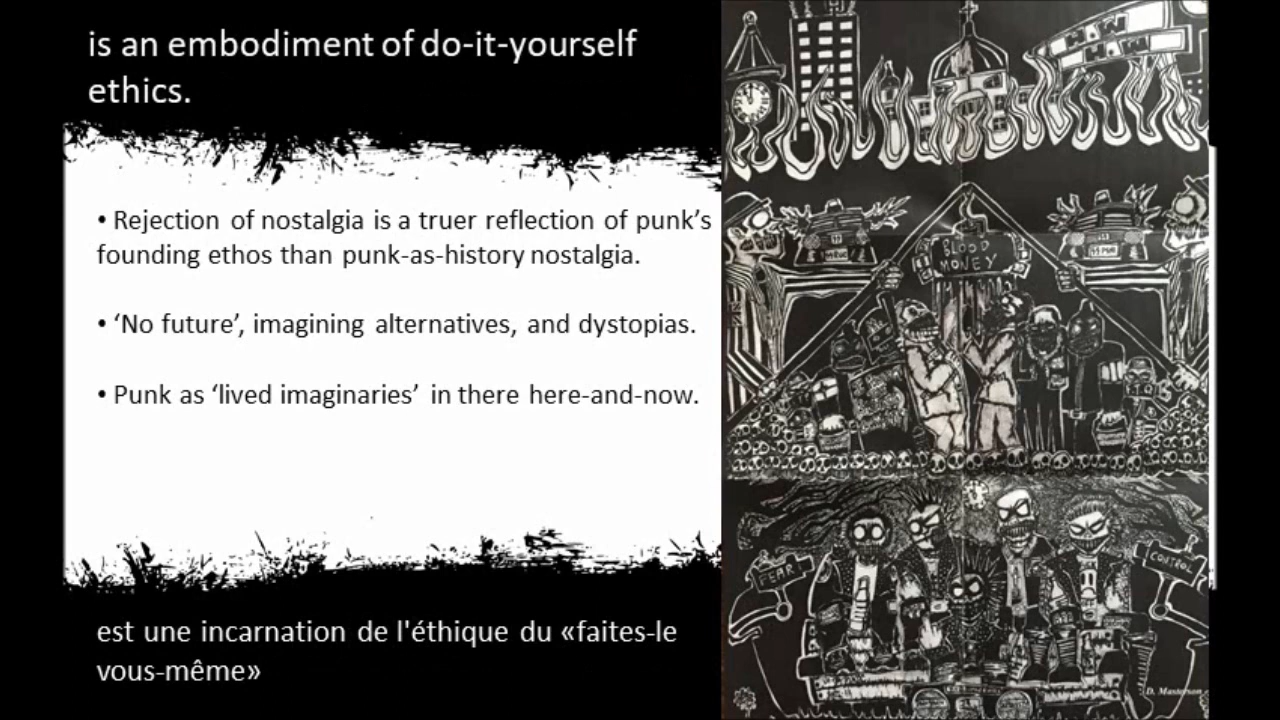 is an embodiment of do-it-yourself
ethics.
• Rejection of nostalgia is a truer reflection of punk’s
founding ethos than punk-as-history nostalgia.
• ‘No future’, imagining alternatives, and dystopias.
• Punk as ‘lived imaginaries’ in there here-and-now.
est une incarnation de l'éthique du «faites-le
vous-même»
BLOOD
MONEY
FEAR
CONTROL
D. Masterson